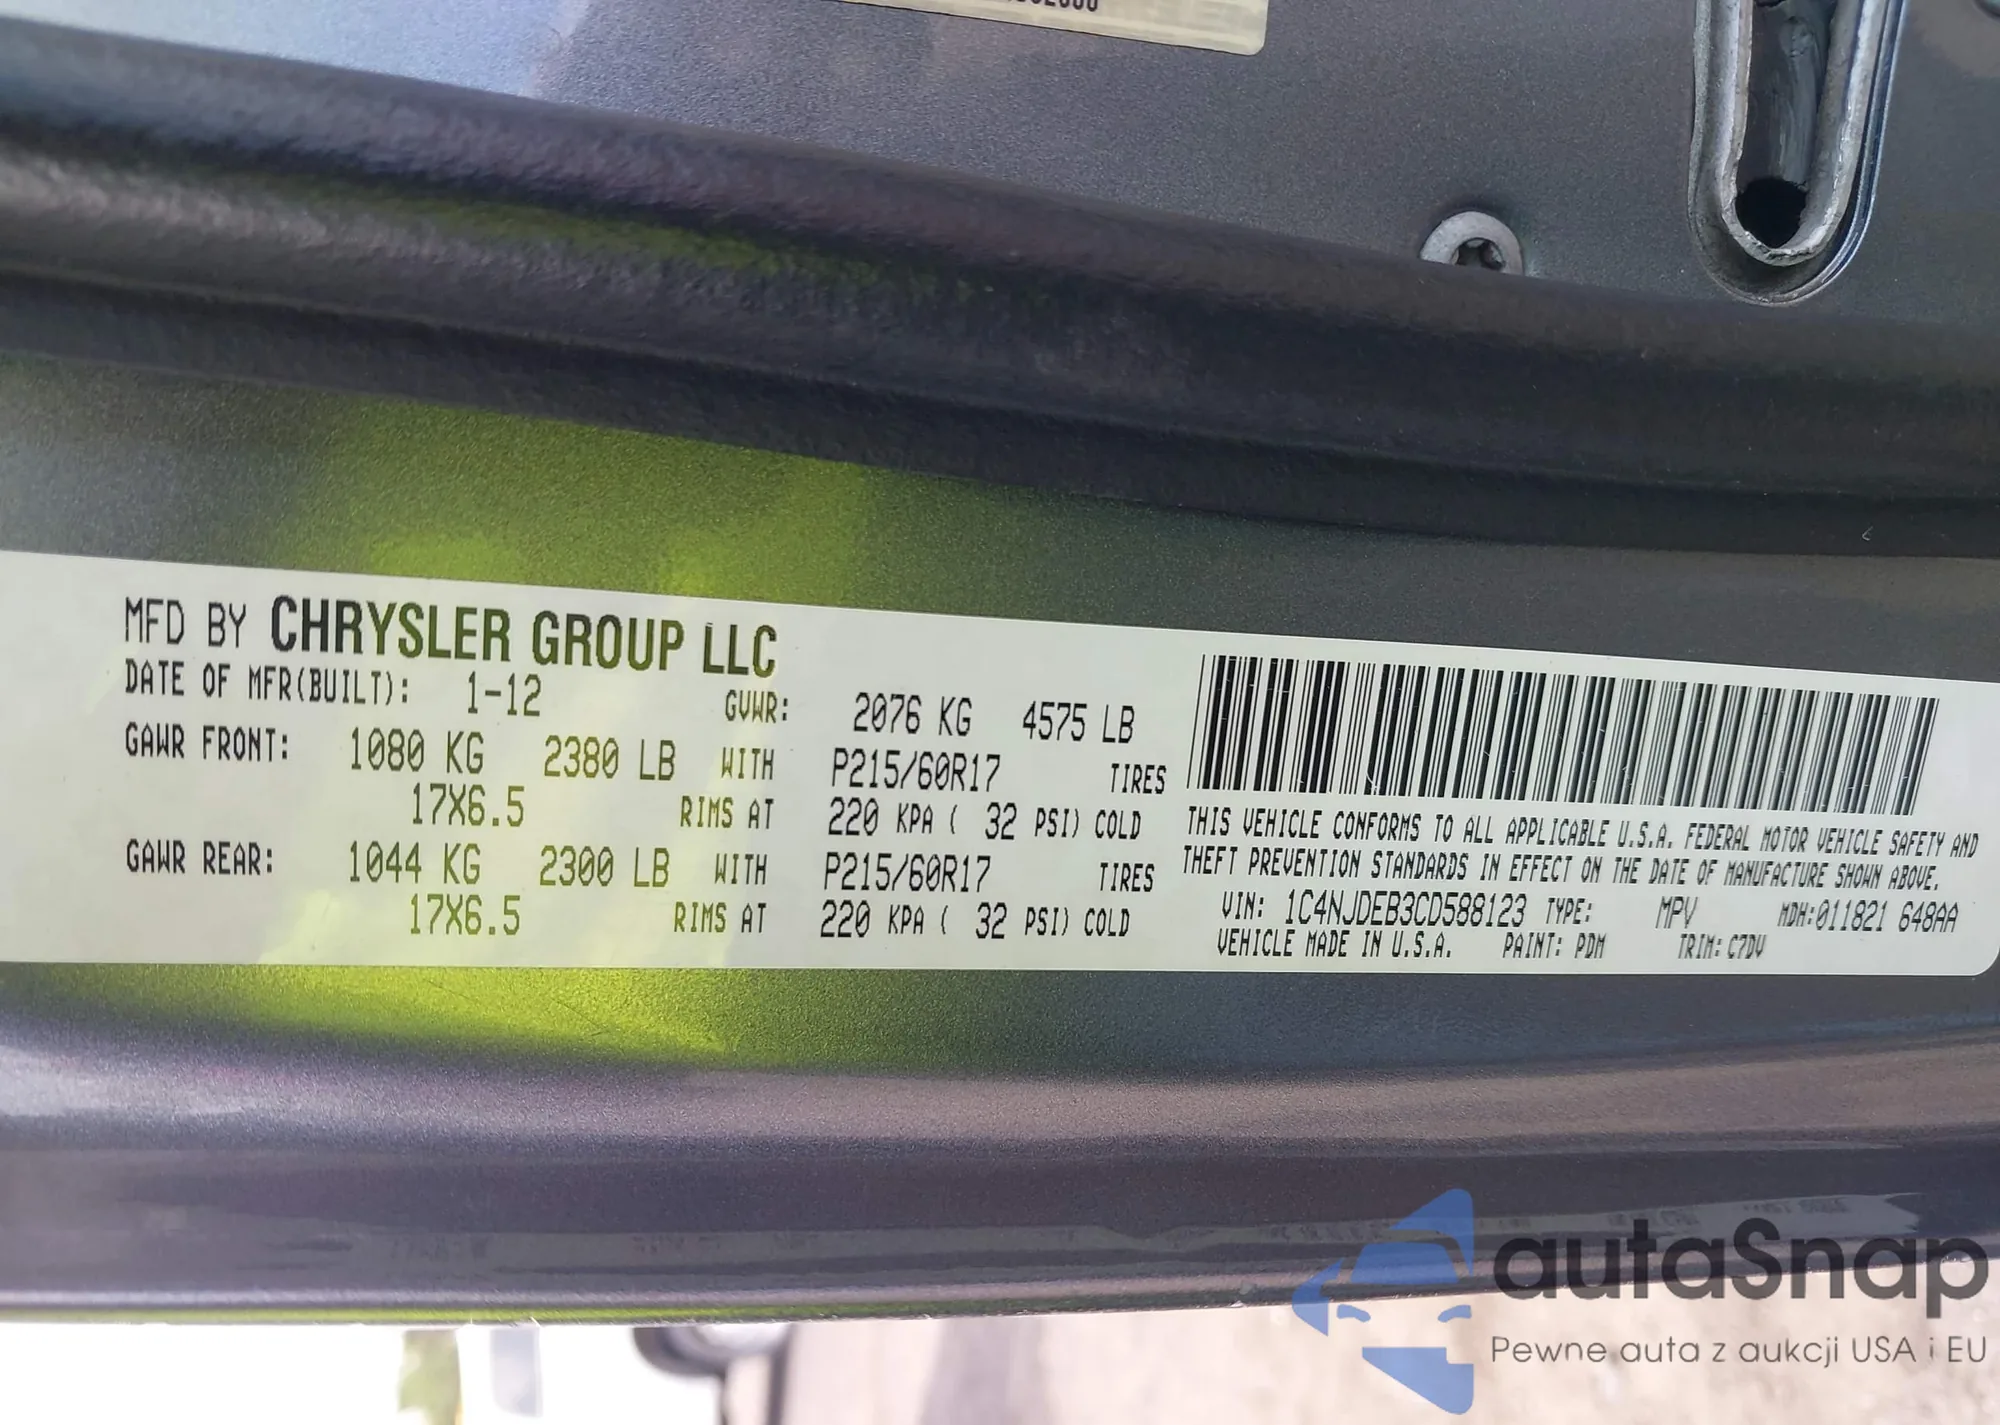 MFD BY CHRYSLER GROUP LLC
DATE OF MFR(BUILT): 1-12 GVWR: 2076 KG 4575 LB
GAWR FRONT: 1080 KG 2380 LB WITH P215/60R17 TIRES
17X6.5 RIMS AT 220 KPA ( 32 PSI) COLD
GAWR REAR: 1044 KG 2300 LB WITH P215/60R17 TIRES
17X6.5 RIMS AT 220 KPA ( 32 PSI) COLD
THIS VEHICLE CONFORMS TO ALL APPLICABLE U.S.A. FEDERAL MOTOR VEHICLE SAFETY AND
THEFT PREVENTION STANDARDS IN EFFECT ON THE DATE OF MANUFACTURE SHOWN ABOVE.
VIN: 1C4NJDEB3CD588123 TYPE: MPV MDH:011821 648AA
VEHICLE MADE IN U.S.A. PAINT: PDM TRIM: C7DV
autoSnap
Pewne auta z aukcji USA i EU